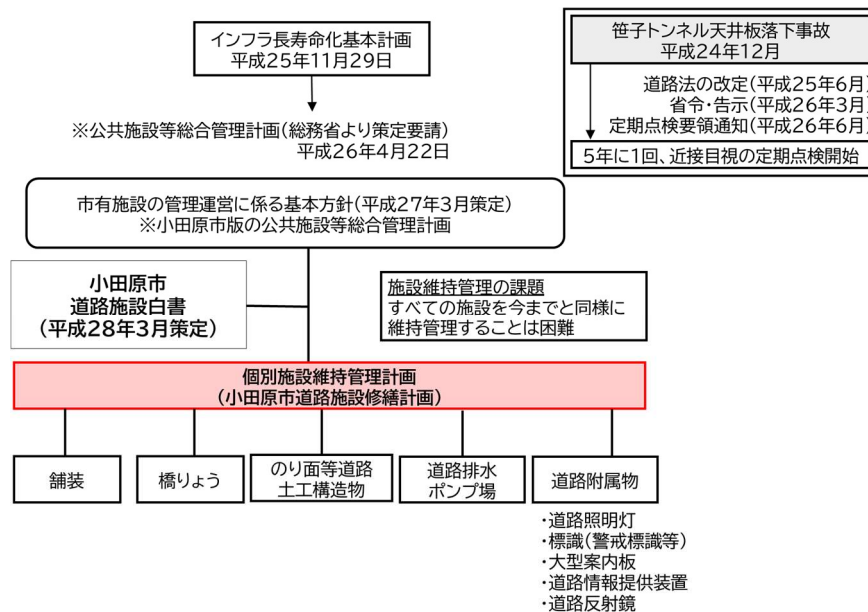 インフラ長寿命化基本計画
平成25年11月29日
※公共施設等総合管理計画(総務省より策定要請)
平成26年4月22日
笹子トンネル天井板落下事故
平成24年12月
道路法の改定(平成25年6月)
省令・告示(平成26年3月)
定期点検要領通知(平成26年6月)
5年に1回、近接目視の定期点検開始
市有施設の管理運営に係る基本方針(平成27年3月策定)
※小田原市版の公共施設等総合管理計画
小田原市
道路施設白書
(平成28年3月策定)
施設維持管理の課題
すべての施設を今までと同様に
維持管理することは困難
個別施設維持管理計画
(小田原市道路施設修繕計画)
舗装
橋りょう
のり面等道路
土工構造物
道路排水
ポンプ場
道路附属物
・道路照明灯
・標識(警戒標識等)
・大型案内板
・道路情報提供装置
・道路反射鏡